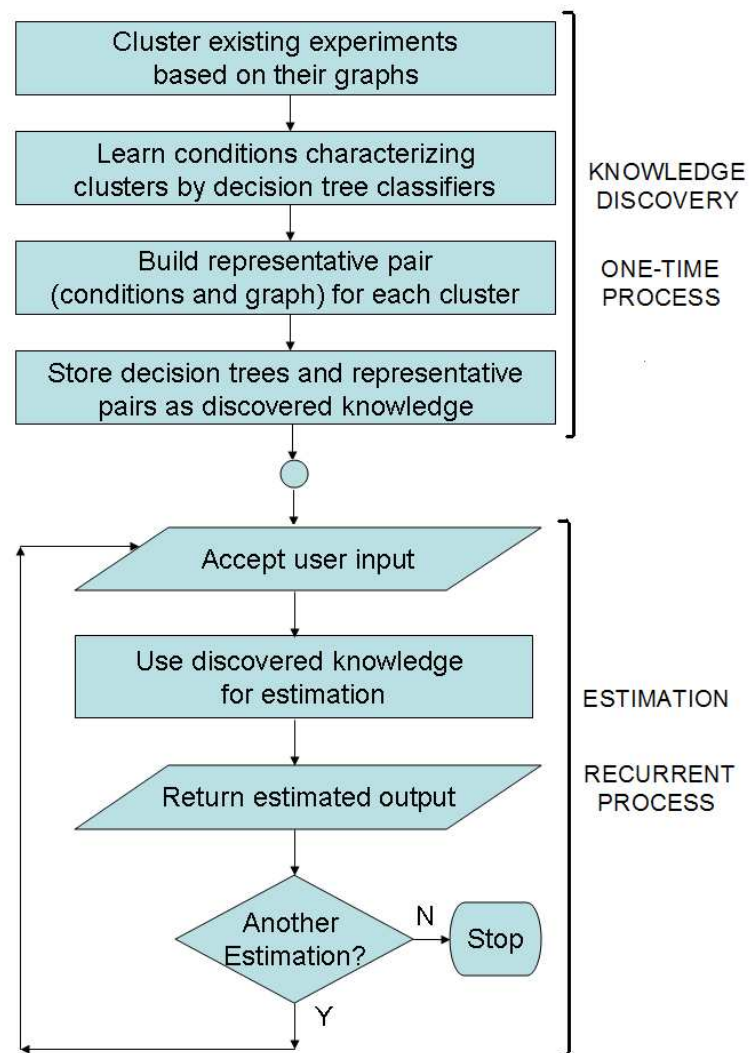 Cluster existing experiments
based on their graphs
Learn conditions characterizing
clusters by decision tree classifiers
Build representative pair
(conditions and graph) for each cluster
Store decision trees and representative
pairs as discovered knowledge
KNOWLEDGE
DISCOVERY
ONE-TIME
PROCESS
Accept user input
Use discovered knowledge
for estimation
Return estimated output
Another
Estimation?
N
Stop
Y
ESTIMATION
RECURRENT
PROCESS